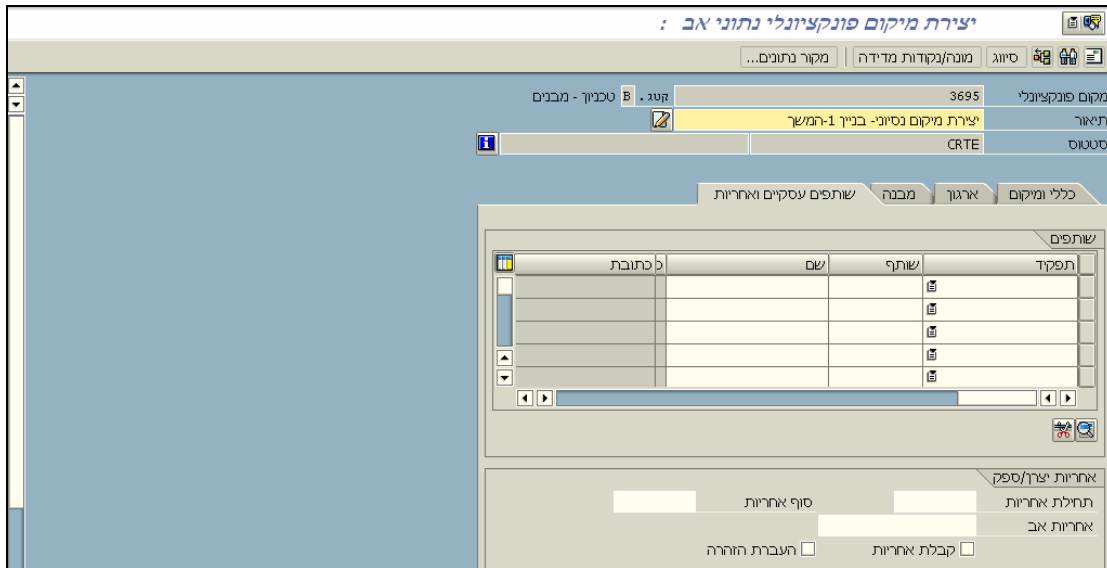 יצירת מיקום פונקציונלי נתוני אב :
סיווג מונה/נקודות מדידה מקור נתונים...
מקום פונקציונלי 3695 קטג. B טכניון - מבנים
תיאור יצירת מיקום נסיוני- בניין 1-המשך
סטטוס CRTE
כללי ומיקום ארגון מבנה שותפים עסקיים ואחריות
שותפים
תפקיד שותף שם כ כתובת
אחריות יצרן/ספק
תחילת אחריות סוף אחריות
אחריות אב
קבלת אחריות העברת הזהרה